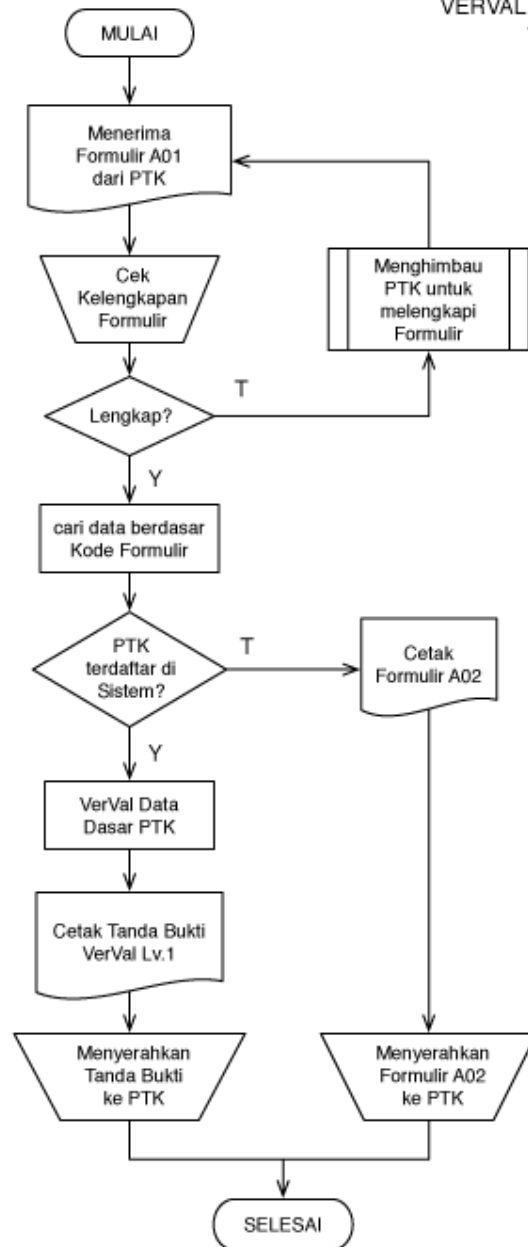 VERVAL
MULAI
Menerima
Formulir A01
dari PTK
Cek
Kelengkapan
Formulir
Menghimbau
PTK untuk
melengkapi
Formulir
Lengkap?
T
Y
cari data berdasar
Kode Formulir
PTK
terdaftar di
Sistem?
T
Cetak
Formulir A02
Y
VerVal Data
Dasar PTK
Cetak Tanda Bukti
VerVal Lv.1
Menyerahkan
Tanda Bukti
ke PTK
Menyerahkan
Formulir A02
ke PTK
SELESAI